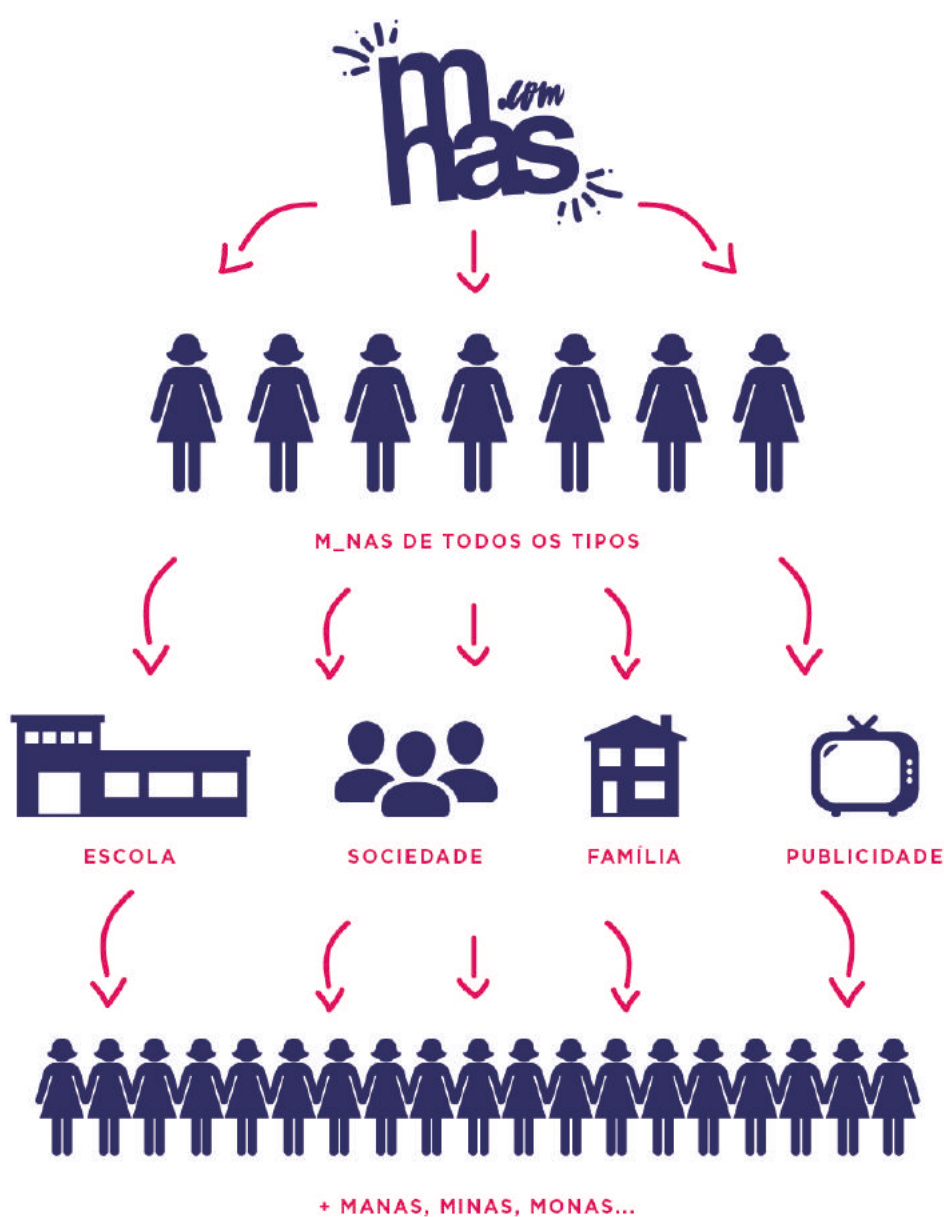 m
.com
nas
M_NAS DE TODOS OS TIPOS
ESCOLA
SOCIEDADE
FAMÍLIA
PUBLICIDADE
+ MANAS, MINAS, MONAS...